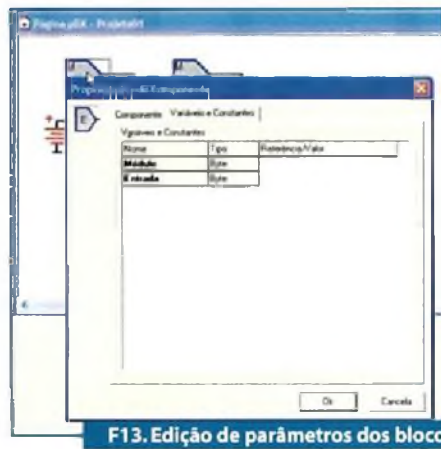 Componente Variáveis e Constantes
Variáveis e Constantes
Nome Tipo Referência/Valor
Módulo Byte
Entrada Byte
E
Ok Cancela
F13. Edição de parâmetros dos bloco